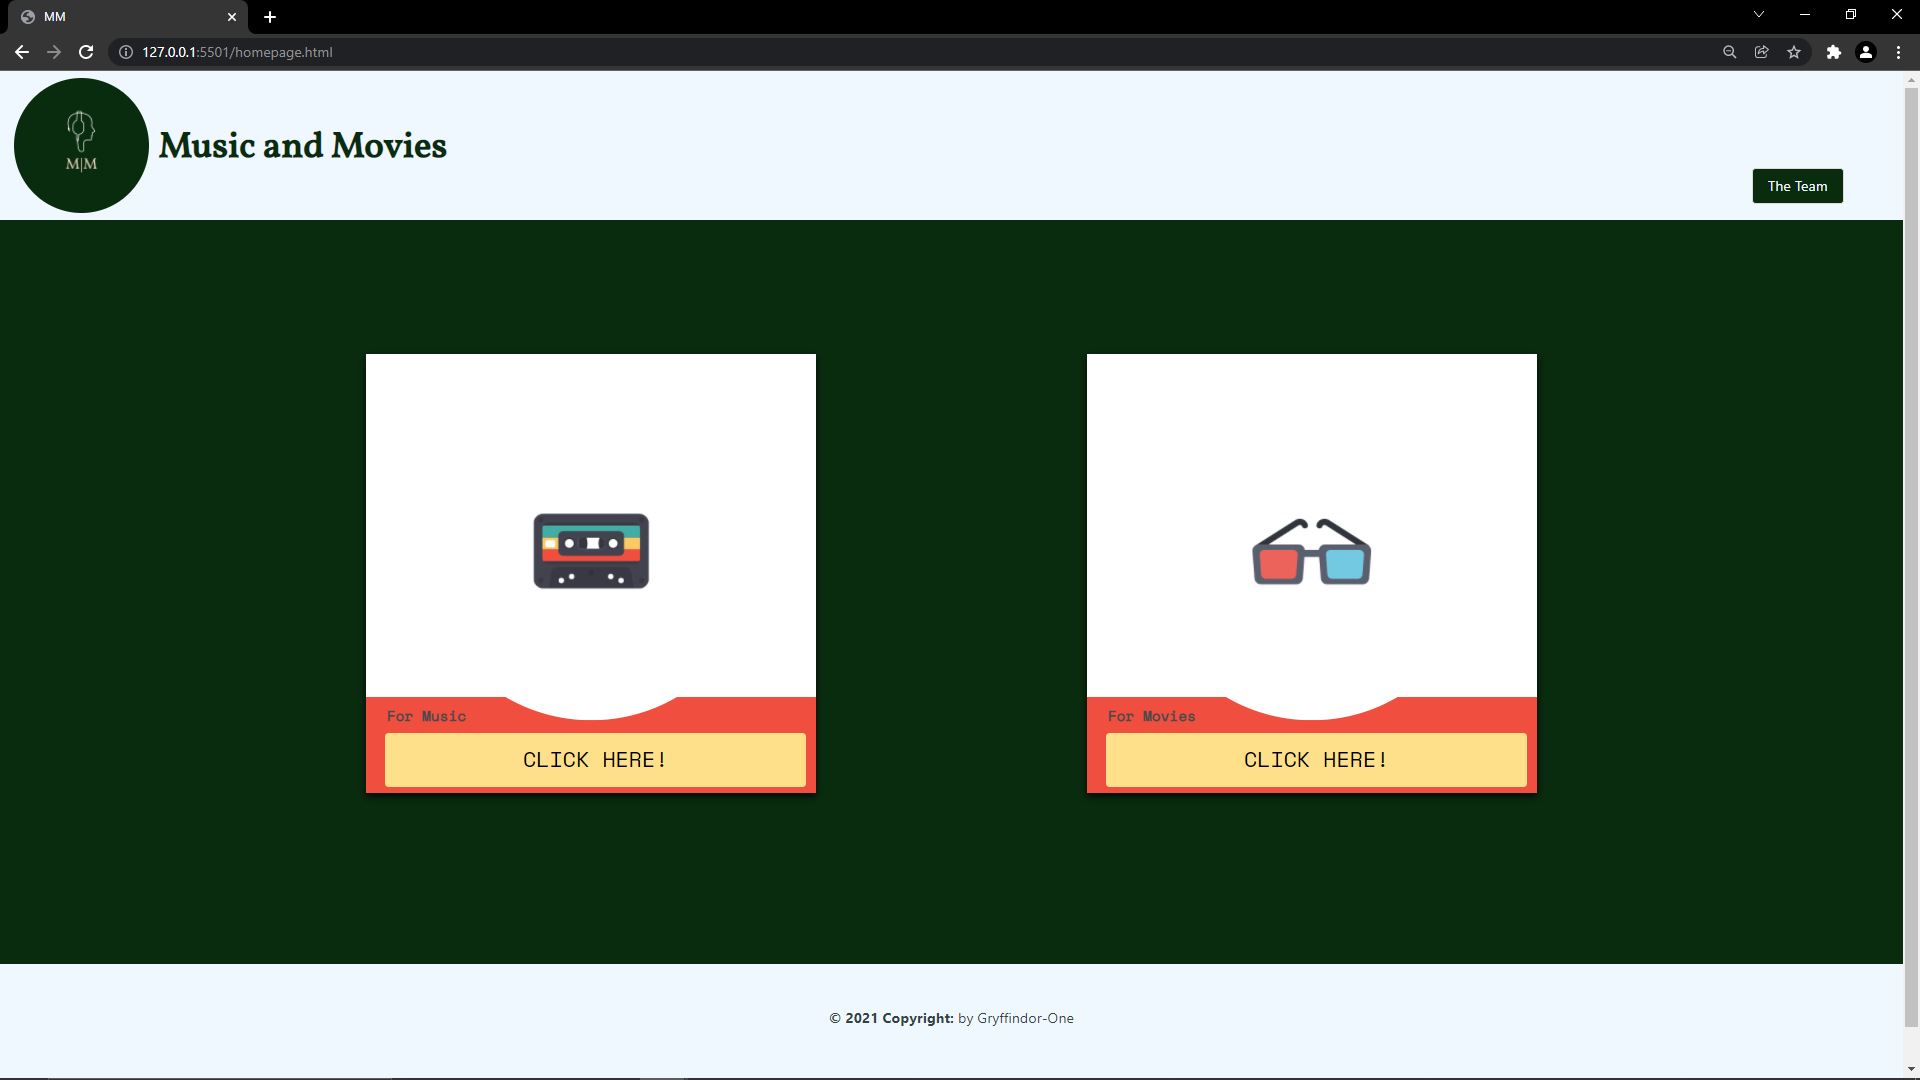 MM
127.0.0.1:5501/homepage.html
M|M
Music and Movies
The Team
For Music
CLICK HERE!
For Movies
CLICK HERE!
© 2021 Copyright: by Gryffindor-One